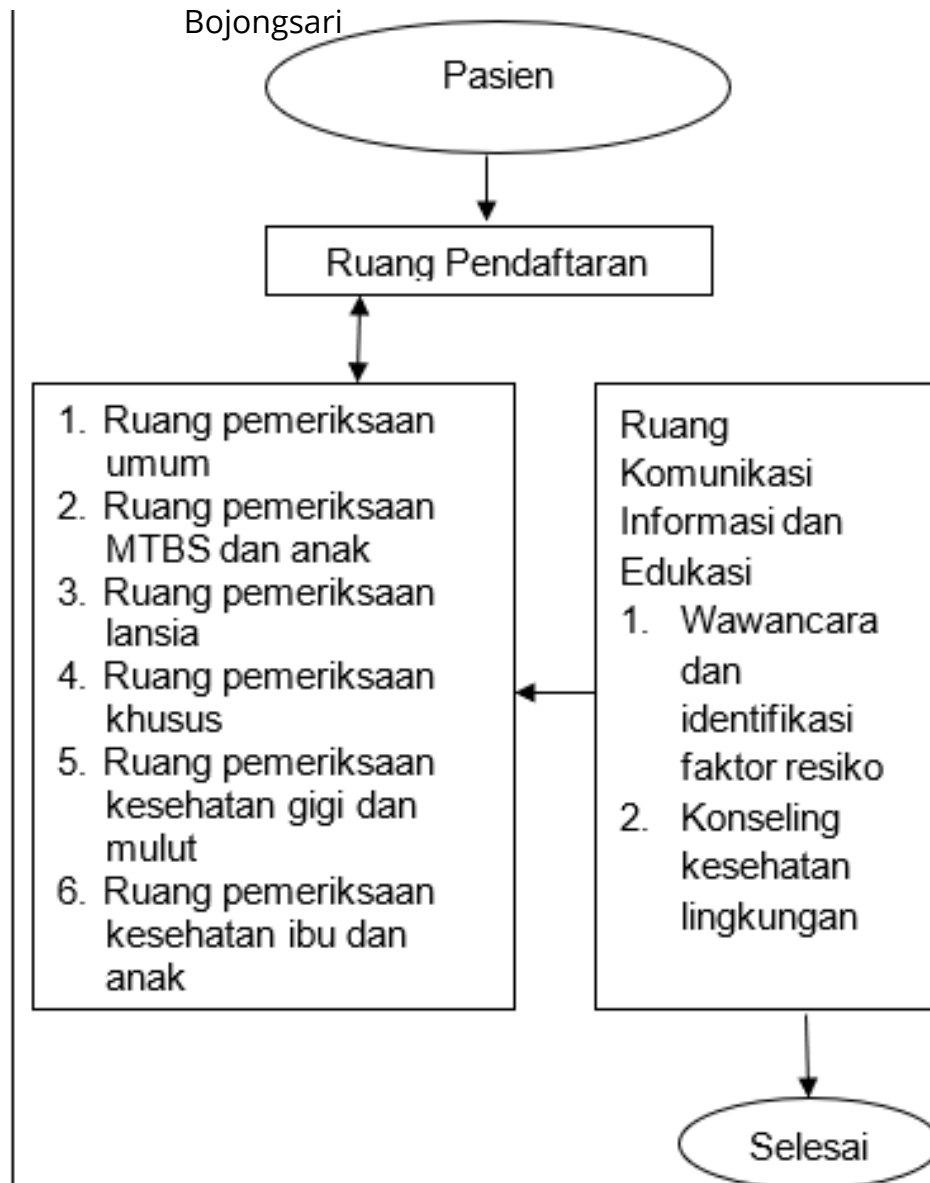 Bojongsari
Pasien
Ruang Pendaftaran
1. Ruang pemeriksaan
umum
2. Ruang pemeriksaan
MTBS dan anak
3. Ruang pemeriksaan
lansia
4. Ruang pemeriksaan
khusus
5. Ruang pemeriksaan
kesehatan gigi dan
mulut
6. Ruang pemeriksaan
kesehatan ibu dan
anak
Ruang
Komunikasi
Informasi dan
Edukasi
1. Wawancara
dan
identifikasi
faktor resiko
2. Konseling
kesehatan
lingkungan
Selesai